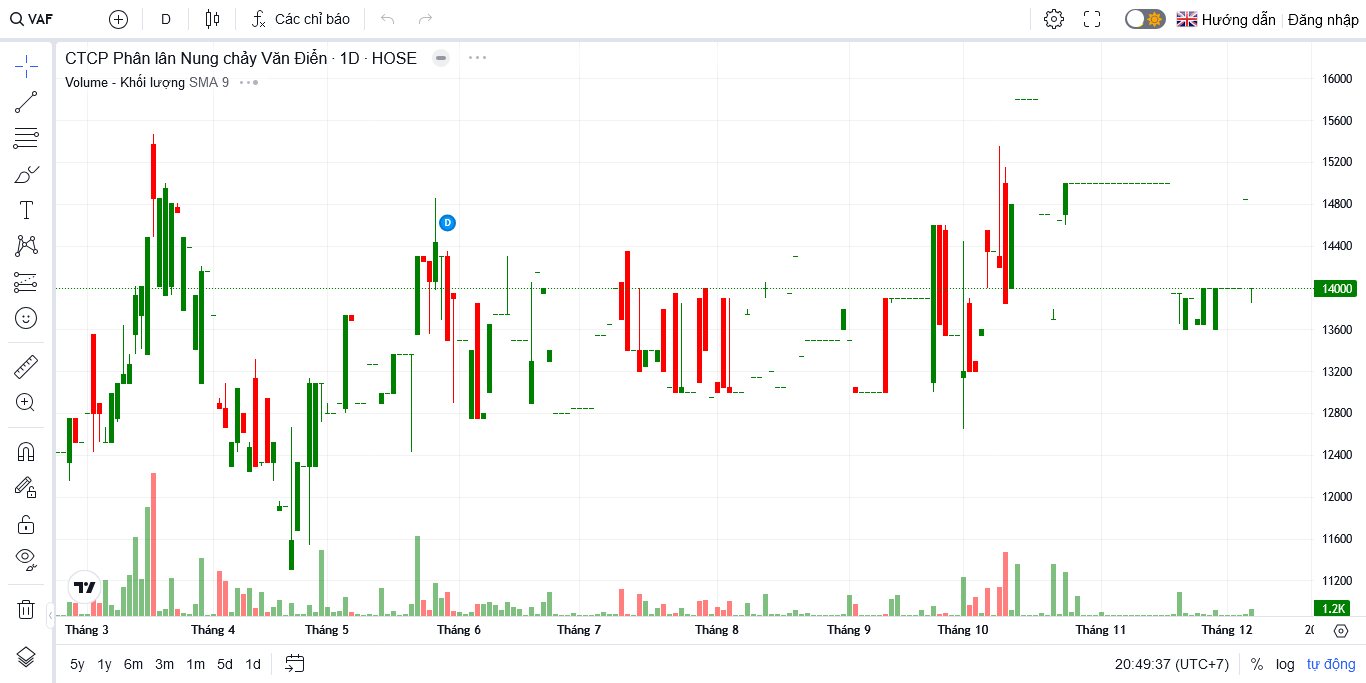 VAF D Các chỉ báo Hướng dẫn Đăng nhập
CTCP Phân lân Nung chảy Văn Điển · 1D · HOSE
Volume - Khối lượng SMA 9
D
16000
15600
15200
14800
14400
14000
13600
13200
12800
12400
12000
11600
11200
1.2K
Tháng 3 Tháng 4 Tháng 5 Tháng 6 Tháng 7 Tháng 8 Tháng 9 Tháng 10 Tháng 11 Tháng 12
5y 1y 6m 3m 1m 5d 1d 20:49:37 (UTC+7) % log tự động